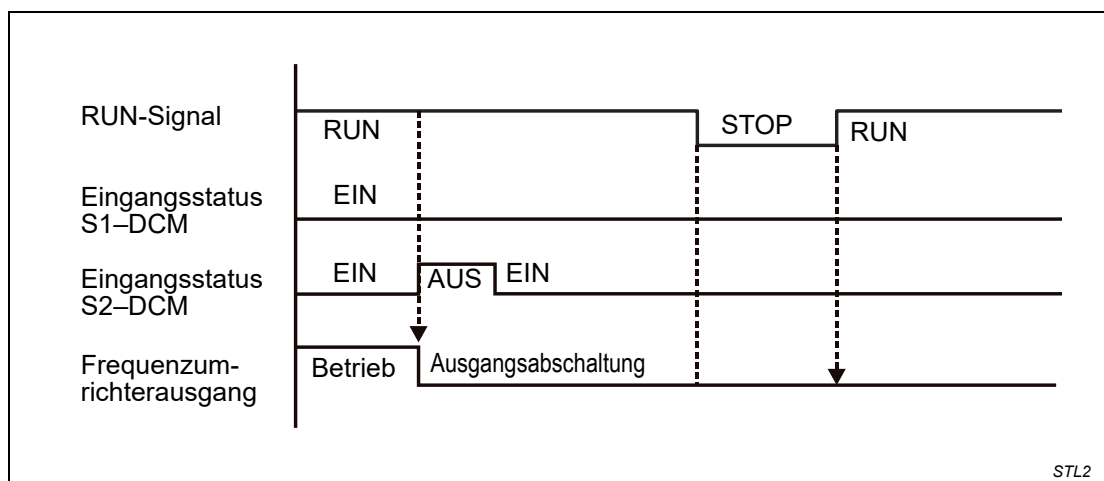 RUN-Signal
RUN
STOP
RUN
Eingangsstatus
S1–DCM
EIN
Eingangsstatus
S2–DCM
EIN
AUS
EIN
Frequenzum-
richterausgang
Betrieb
Ausgangsabschaltung
STL2